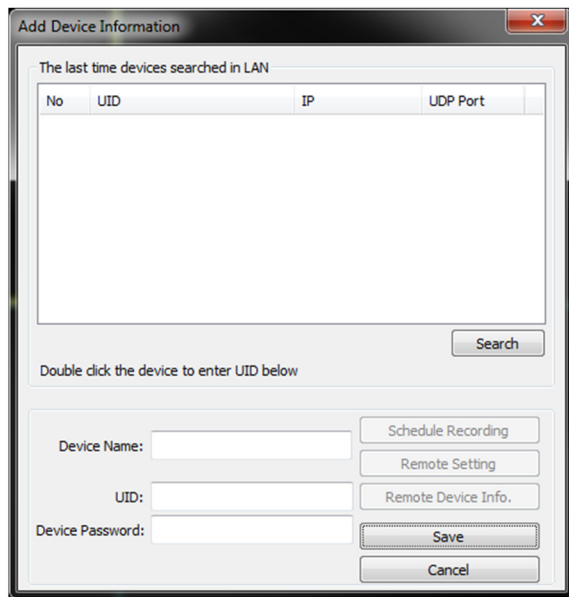 Add Device Information
The last time devices searched in LAN
No UID IP UDP Port
Search
Double click the device to enter UID below
Device Name:
Schedule Recording
Remote Setting
UID:
Remote Device Info.
Device Password:
Save
Cancel